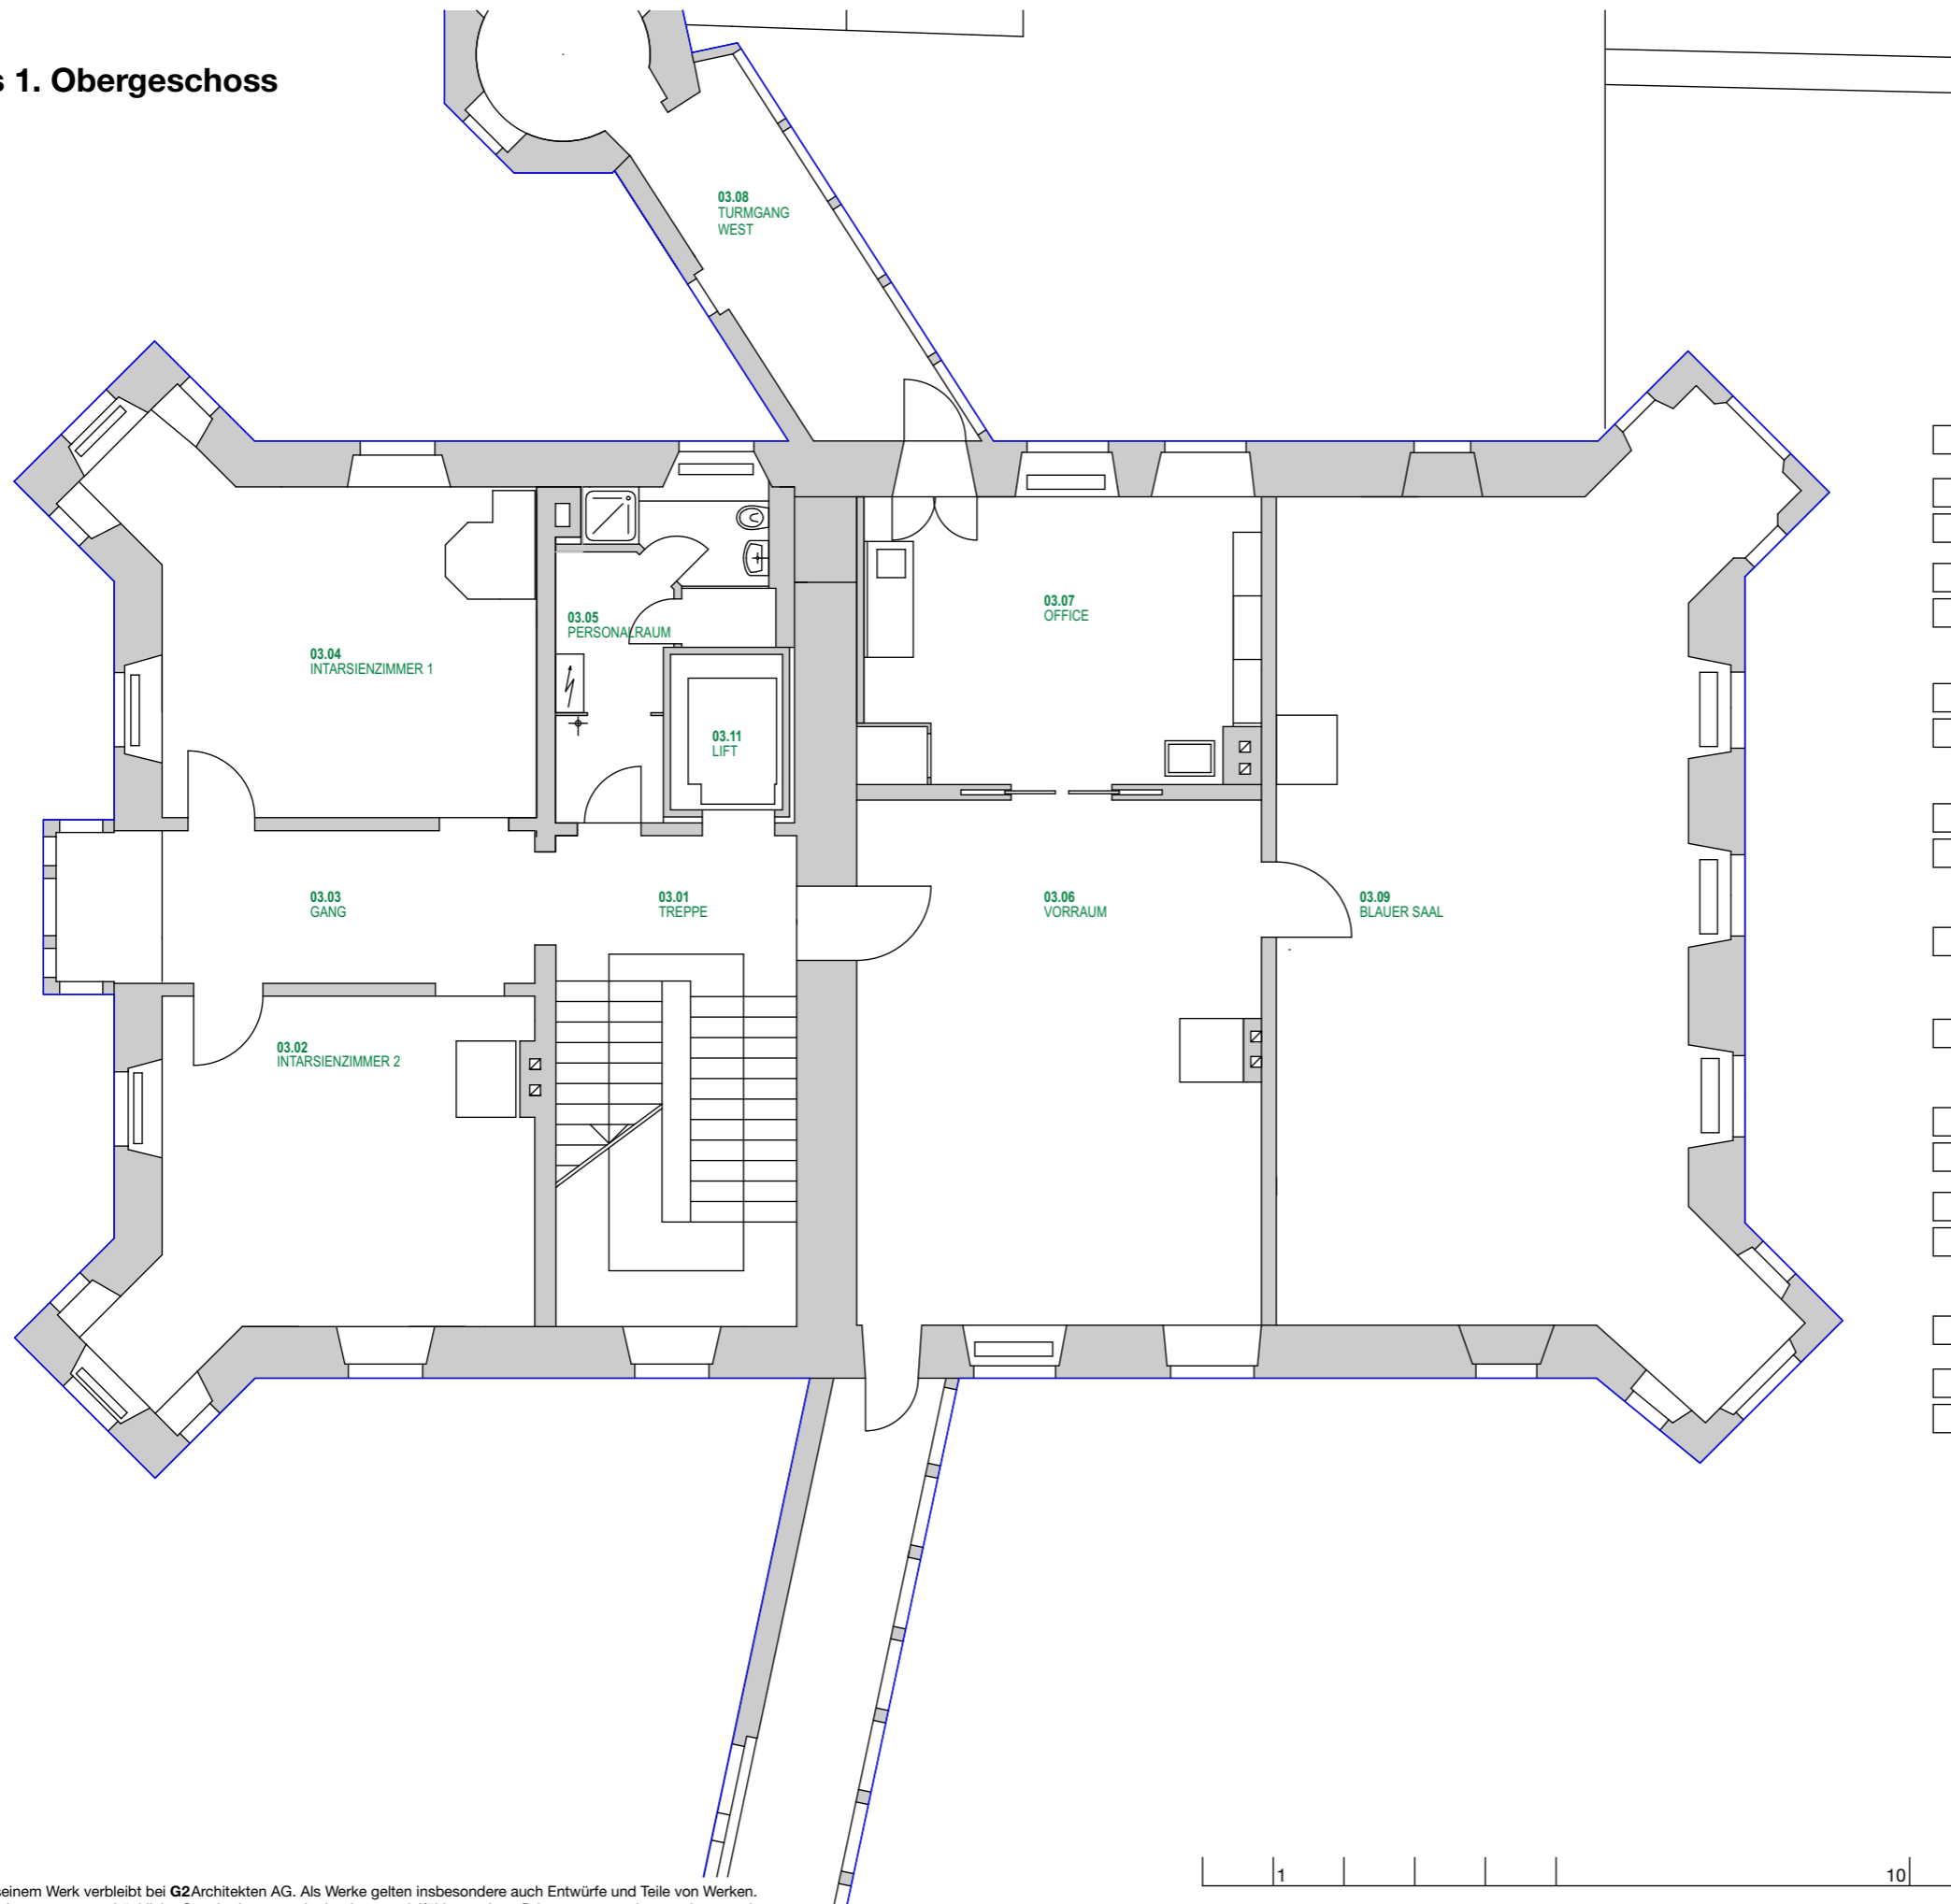 s 1. Obergeschoss
03.08
TURMGANG
WEST
03.05
PERSONALRAUM
03.07
OFFICE
03.04
INTARSIENZIMMER 1
03.11
LIFT
03.03
GANG
03.01
TREPPE
03.06
VORRAUM
03.09
BLAUER SAAL
03.02
INTARSIENZIMMER 2
1
10
seinem Werk verbleibt bei G2Architekten AG. Als Werke gelten insbesondere auch Entwürfe und Teile von Werken.